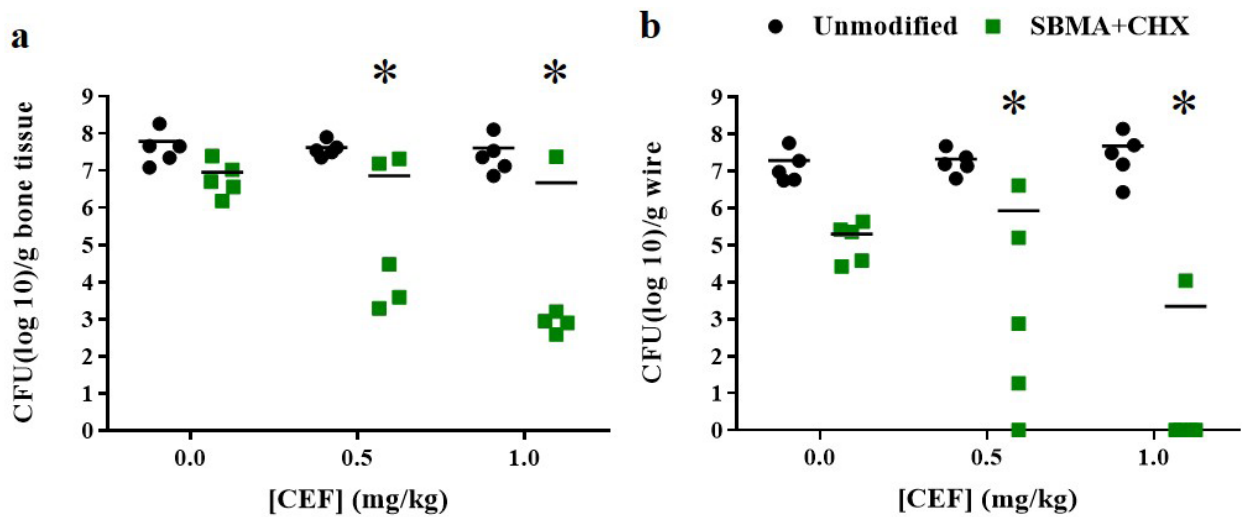 a
CFU(log 10)/g bone tissue
9
8
7
6
5
4
3
2
1
0
* *
0.0 0.5 1.0
[CEF] (mg/kg)
b
Unmodified SBMA+CHX
CFU(log 10)/g wire
9
8
7
6
5
4
3
2
1
0
* *
0.0 0.5 1.0
[CEF] (mg/kg)